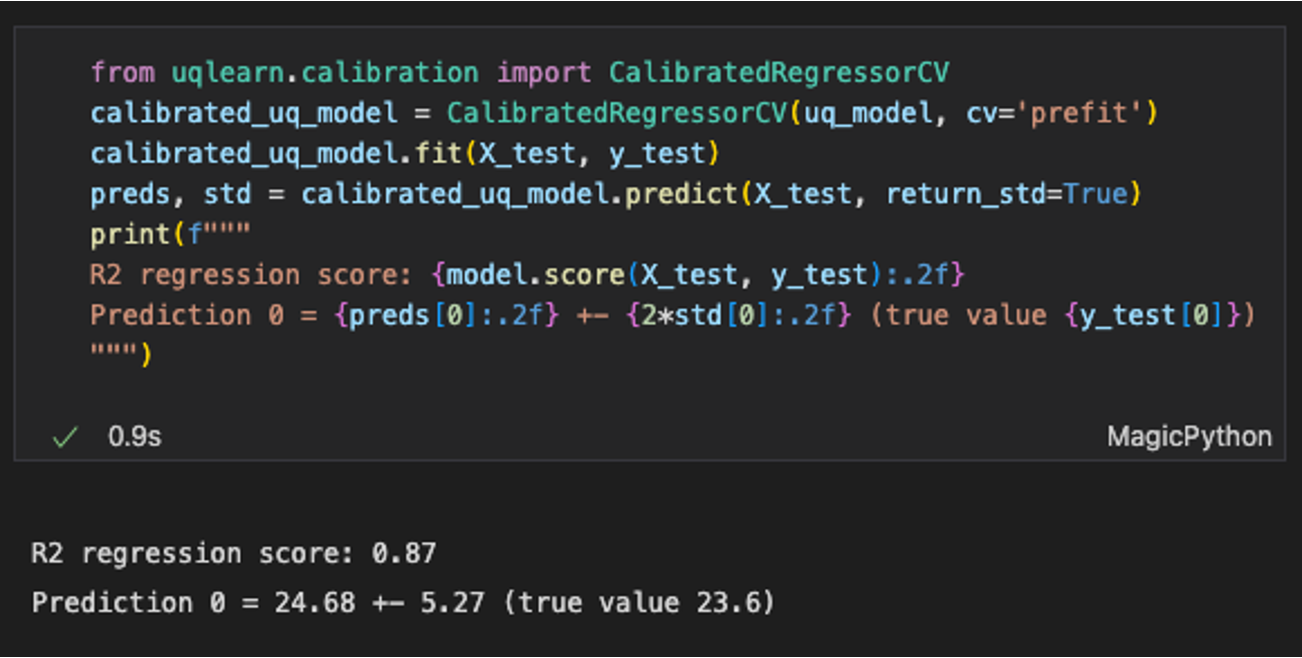 from uqlearn.calibration import CalibratedRegressorCV
calibrated_uq_model = CalibratedRegressorCV(uq_model, cv='prefit')
calibrated_uq_model.fit(X_test, y_test)
preds, std = calibrated_uq_model.predict(X_test, return_std=True)
print(f"""
R2 regression score: {model.score(X_test, y_test):.2f}
Prediction 0 = {preds[0]:.2f} +- {2*std[0]:.2f} (true value {y_test[0]})
""")
0.9s MagicPython
R2 regression score: 0.87
Prediction 0 = 24.68 +- 5.27 (true value 23.6)